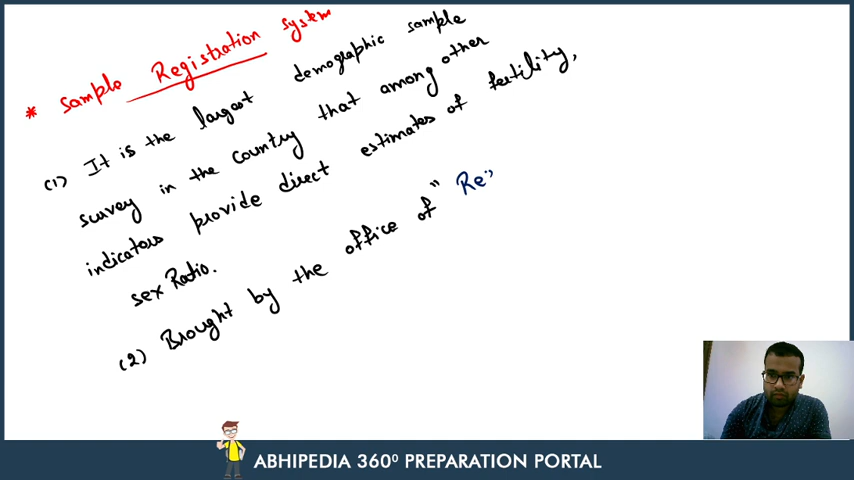 * Sample Registration system
(1) It is the largest demographic sample
survey in the country that among other
indicators provide direct estimates of fertility,
sex Ratio.
(2) Brought by the office of " Re"
ABHIPEDIA 360° PREPARATION PORTAL